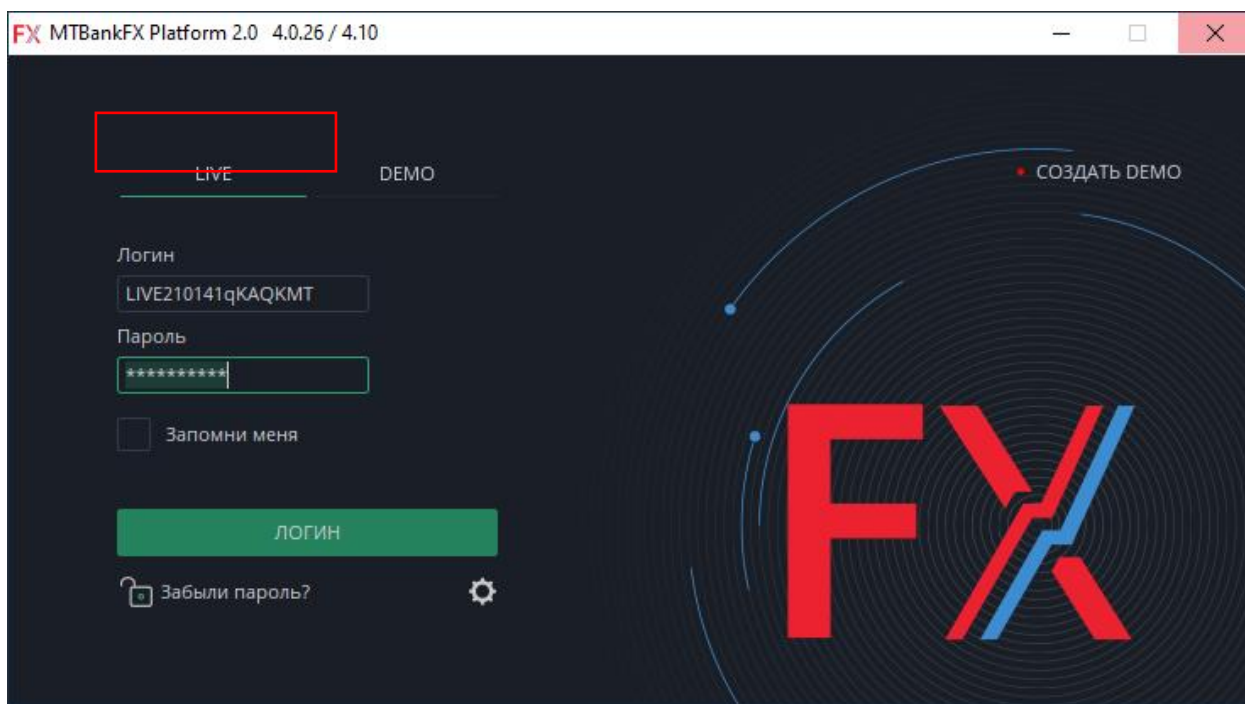 FX MTBankFX Platform 2.0 4.0.26 / 4.10
LIVE DEMO
СОЗДАТЬ DEMO
Логин
LIVE210141qKAQKMT
Пароль
**********
Запомни меня
ЛОГИН
Забыли пароль?
FX